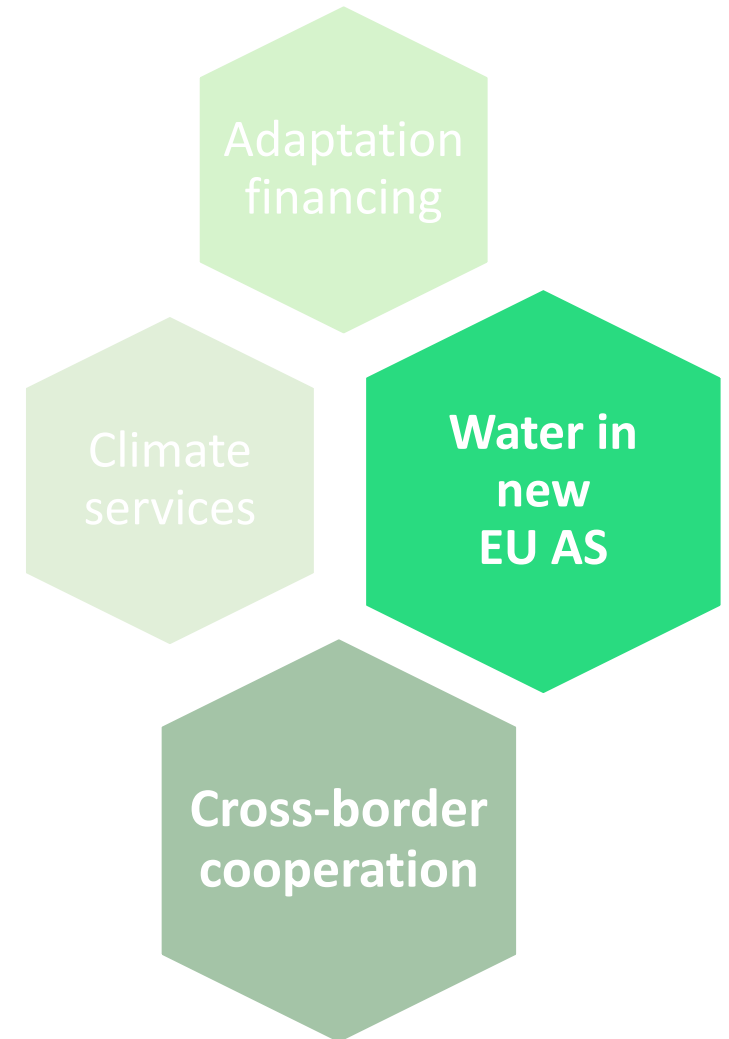 Adaptation
financing
Climate
services
Water in
new
EU AS
Cross-border
cooperation